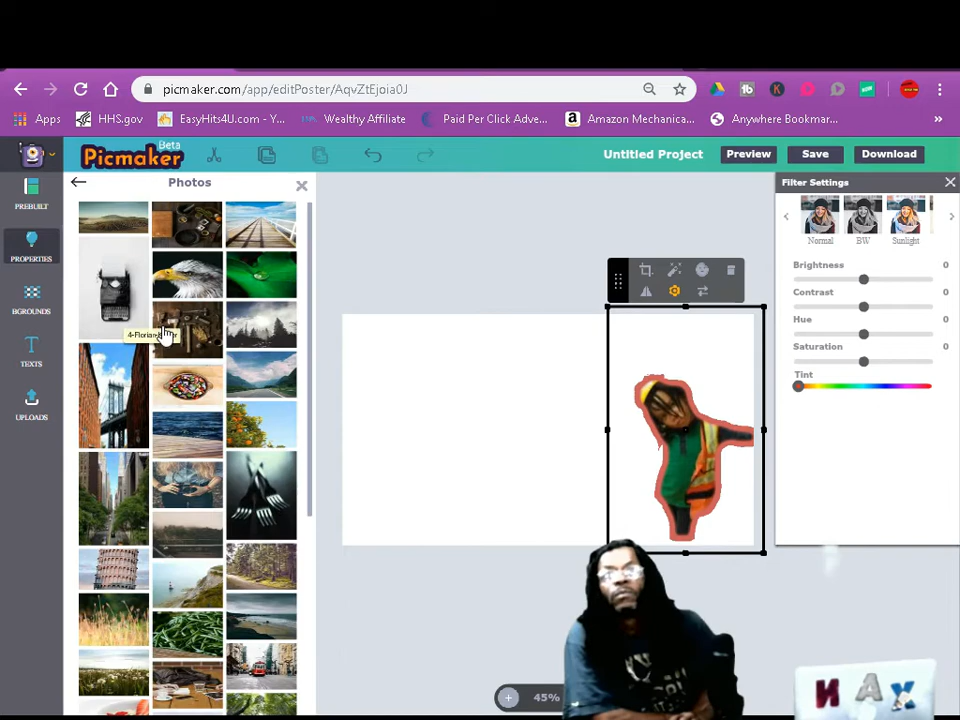 picmaker.com/app/editPoster/AqvZtEjoia0J
Apps HHS.gov EasyHits4U.com - Y... Wealthy Affiliate Paid Per Click Adve... Amazon Mechanica... Anywhere Bookmar... »
Beta
Picmaker
Untitled Project Preview Save Download
Photos
Filter Settings
PREBUILT
PROPERTIES
BGROUNDS
TEXTS
UPLOADS
Normal BW Sunlight
Brightness 0
Contrast 0
Hue 0
Saturation 0
Tint
45%
MAX